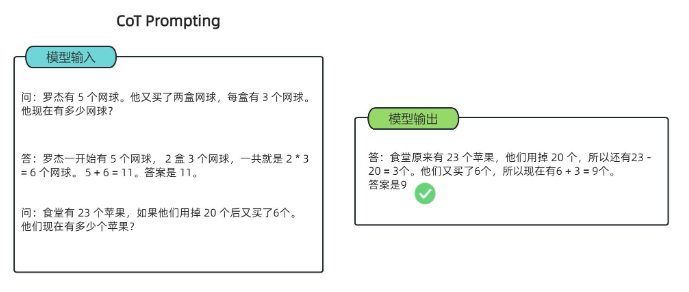 CoT Prompting
模型输入
问：罗杰有 5 个网球。他又买了两盒网球，每盒有 3 个网球。
他现在有多少网球？
答：罗杰一开始有 5 个网球， 2 盒 3 个网球，一共就是 2 * 3
= 6 个网球。 5 + 6 = 11。答案是 11。
问：食堂有 23 个苹果，如果他们用掉 20 个后又买了6个。
他们现在有多少个苹果？
模型输出
答：食堂原来有 23 个苹果，他们用掉 20 个，所以还有23 -
20 = 3个。他们又买了6个，所以现在有6 + 3 = 9个。
答案是9